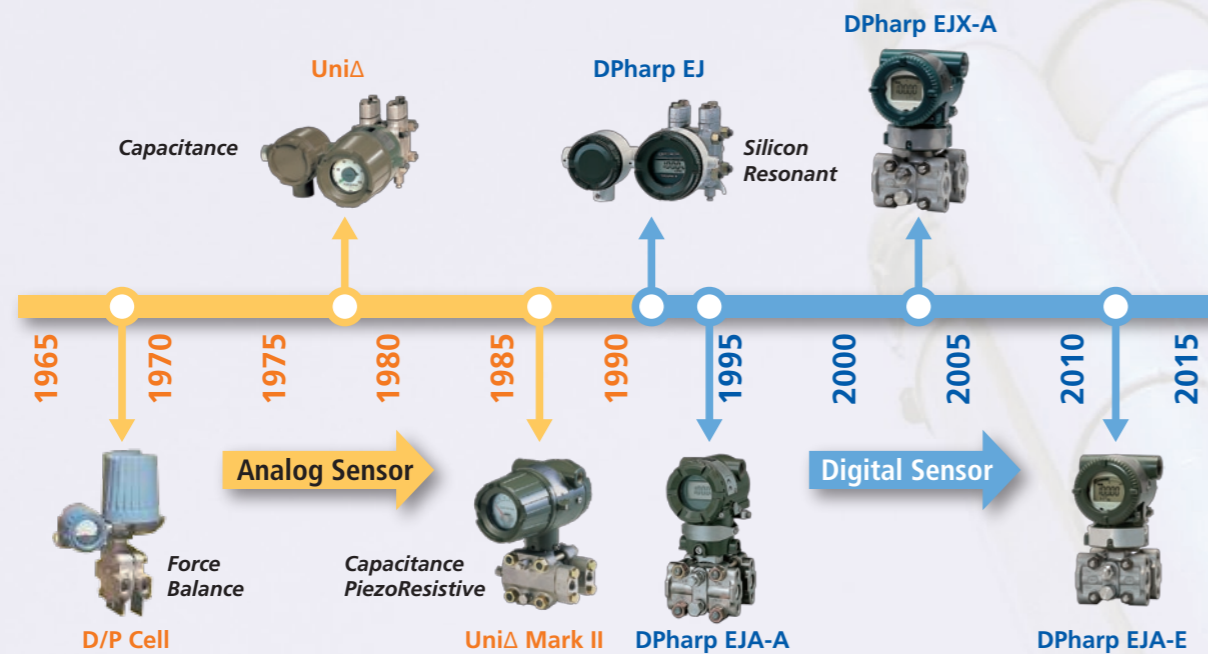 DPharp EJX-A
UniΔ
DPharp EJ
Capacitance
Silicon
Resonant
1965
1970
1975
1980
1985
1990
1995
2000
2005
2010
2015
Analog Sensor
Digital Sensor
Force
Balance
Capacitance
PiezoResistive
D/P Cell
UniΔ Mark II
DPharp EJA-A
DPharp EJA-E